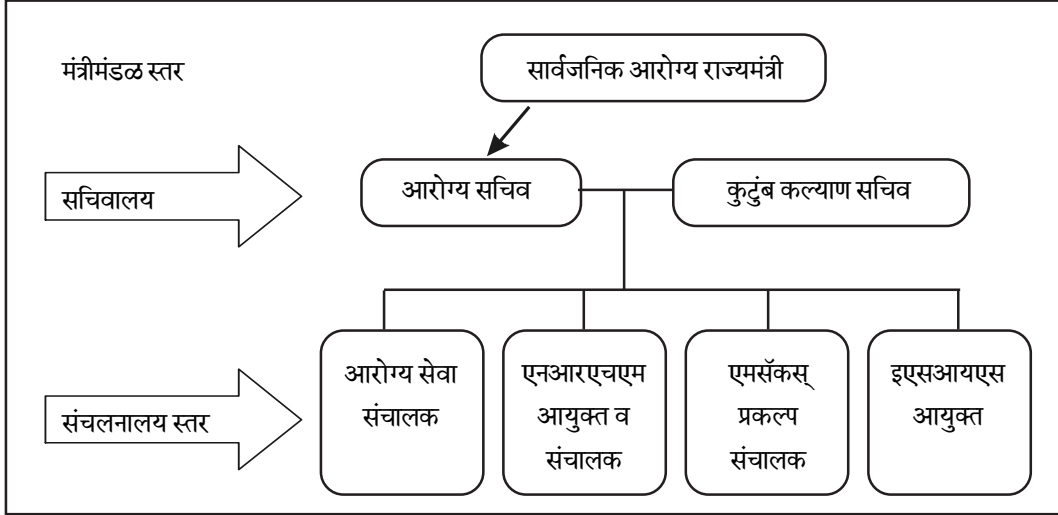 मंत्रीमंडळ स्तर
सार्वजनिक आरोग्य राज्यमंत्री
सचिवालय
आरोग्य सचिव
कुटुंब कल्याण सचिव
संचलनालय स्तर
आरोग्य सेवा
संचालक
एनआरएचएम
आयुक्त व
संचालक
एमसॅकस्
प्रकल्प
संचालक
इएसआयएस
आयुक्त